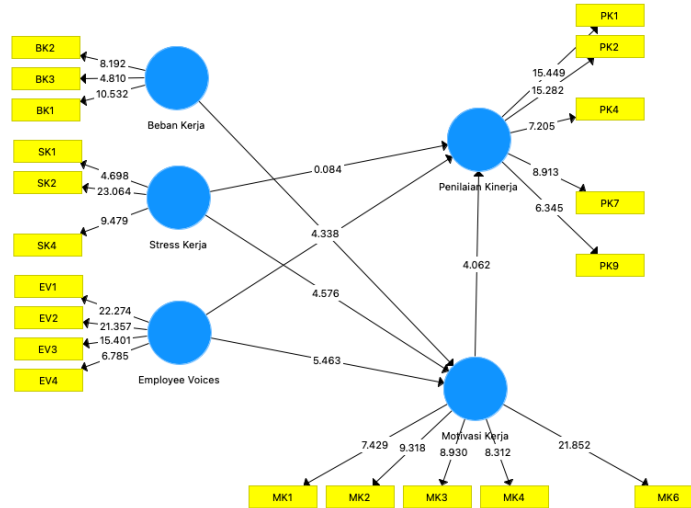 PK1
BK2
PK2
8.192
BK3
4.810
15.449
15.282
BK1
10.532
PK4
7.205
Beban Kerja
SK1
4.698
0.084
8.913
SK2
23.064
Penilaian Kinerja
6.345
PK7
9.479
SK4
Stress Kerja
4.338
4.062
PK9
EV1
22.274
4.576
EV2
21.357
EV3
15.401
5.463
EV4
6.785
Employee Voices
Motivasi Kerja
7.429
9.318
8.930
8.312
21.852
MK1
MK2
MK3
MK4
MK6